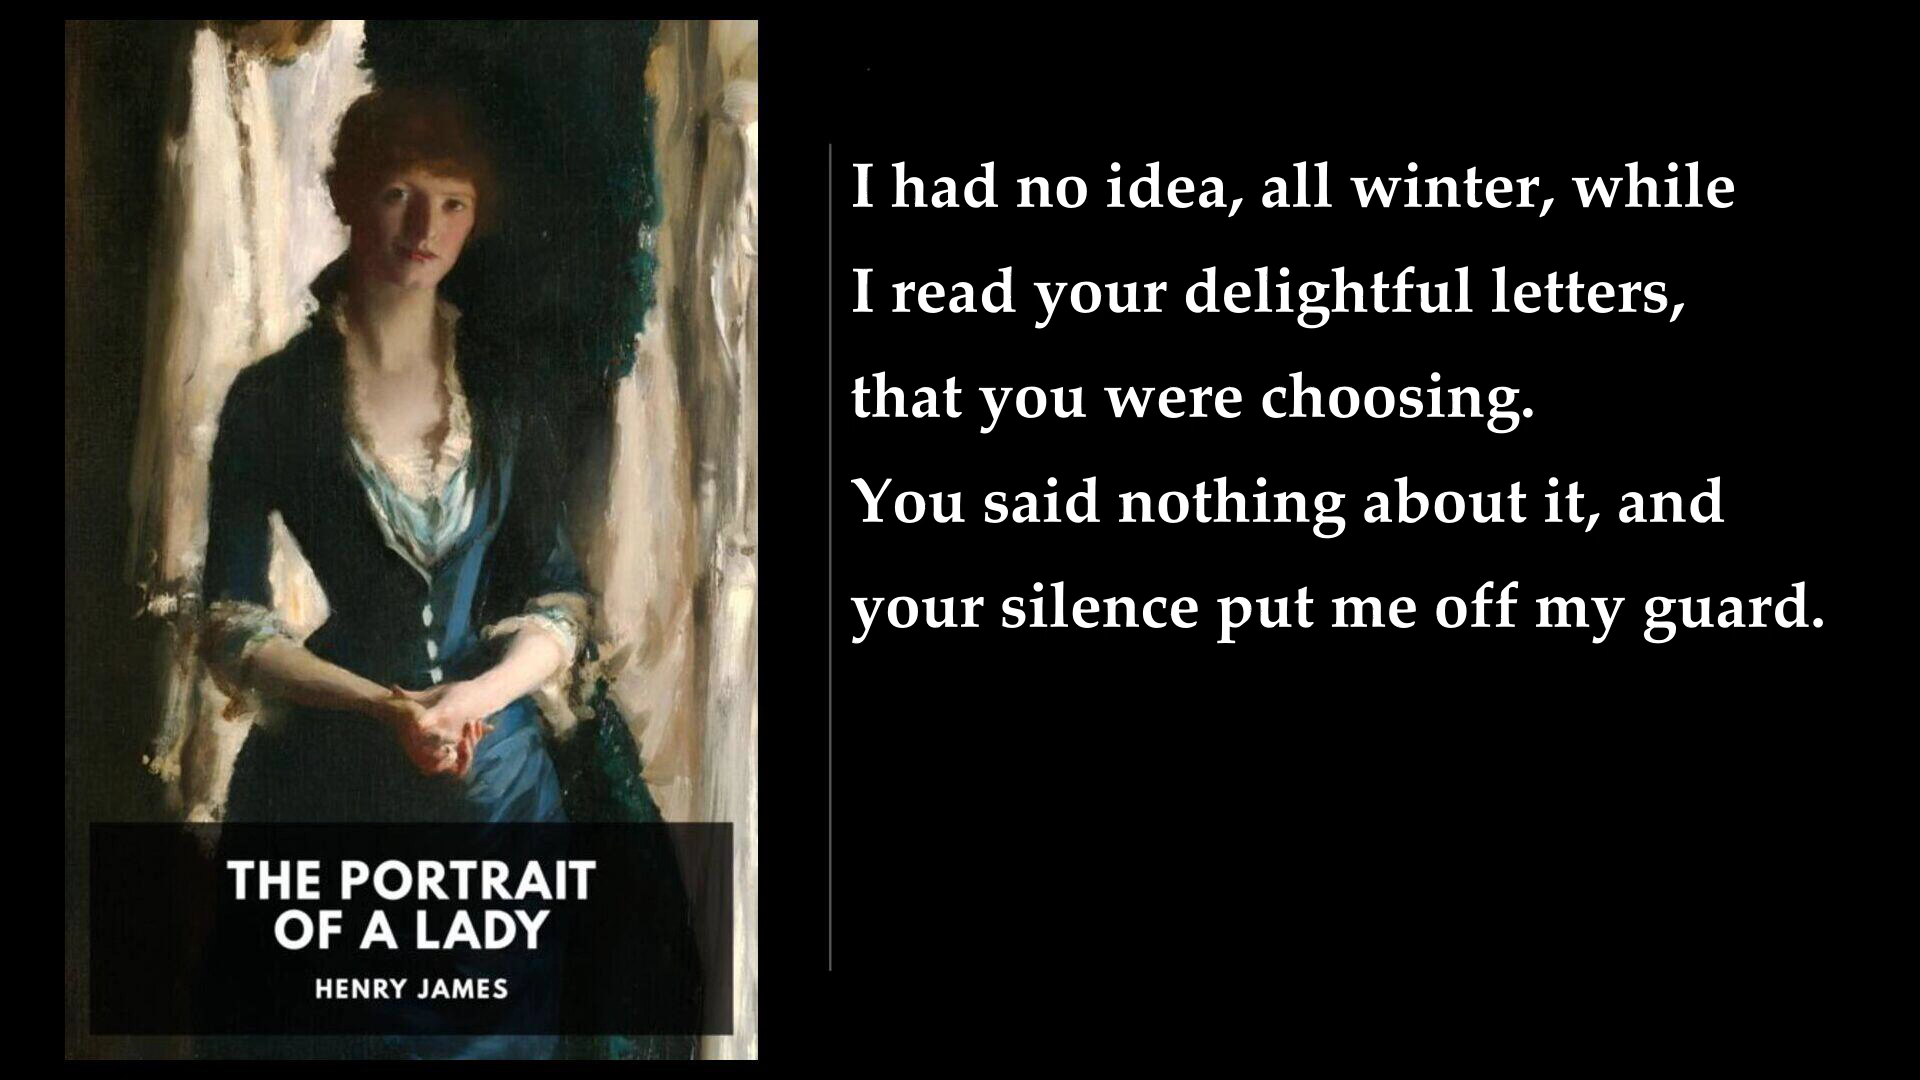 THE PORTRAIT
OF A LADY
HENRY JAMES
I had no idea, all winter, while
I read your delightful letters,
that you were choosing.
You said nothing about it, and
your silence put me off my guard.